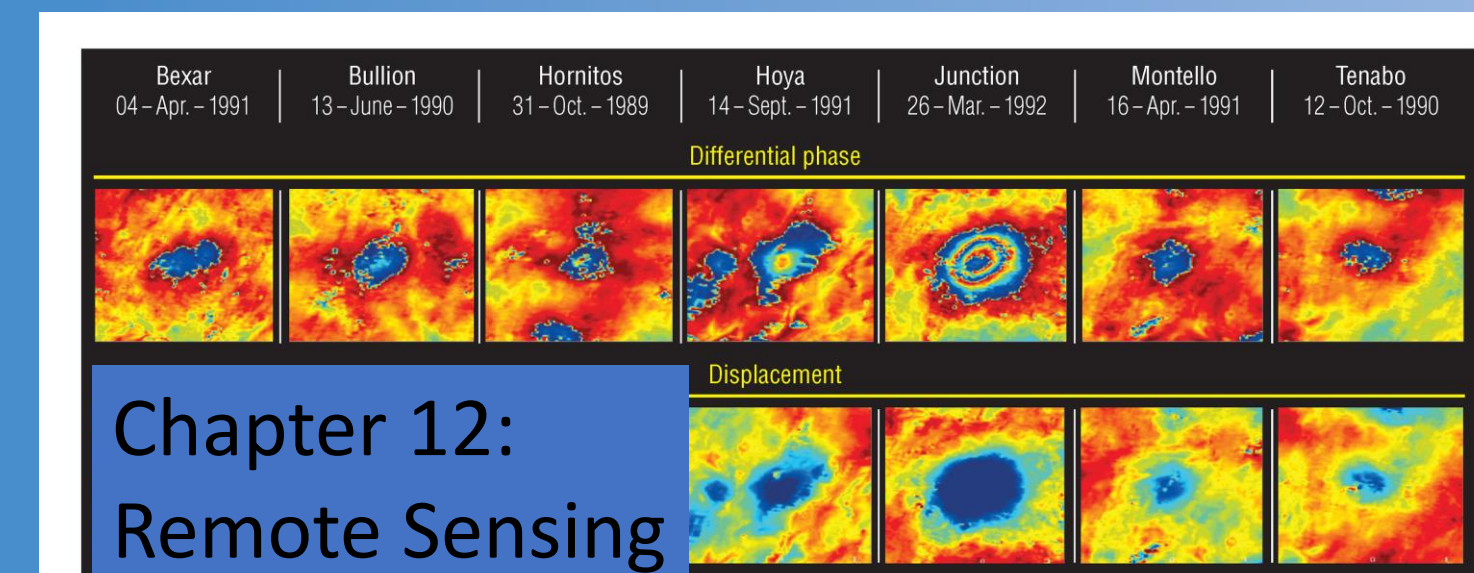 Bexar Bullion Hornitos Hoya Junction Montello Tenabo
04–Apr.–1991 13–June–1990 31–Oct.–1989 14–Sept.–1991 26–Mar.–1992 16–Apr.–1991 12–Oct.–1990
Differential phase
Displacement
Chapter 12:
Remote Sensing